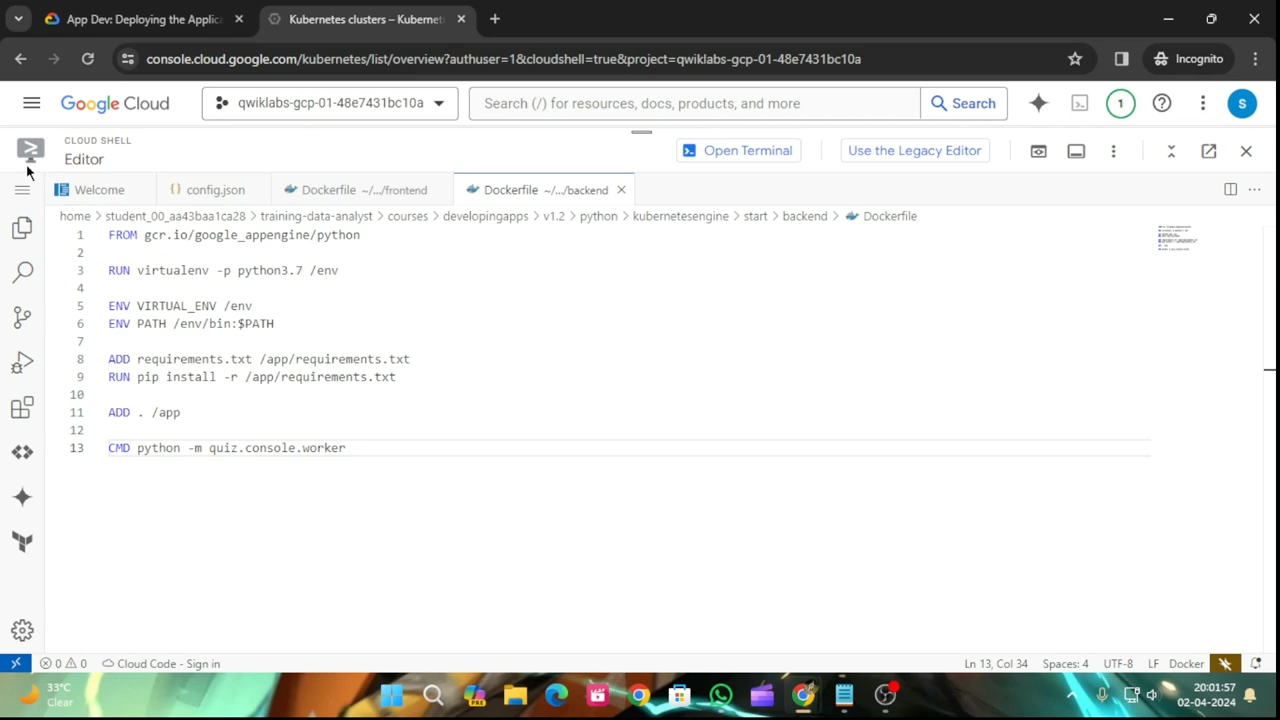 App Dev: Deploying the Applic
Kubernetes clusters – Kubernet
console.cloud.google.com/kubernetes/list/overview?authuser=1&cloudshell=true&project=qwiklabs-gcp-01-48e7431bc10a
Incognito
Google Cloud
qwiklabs-gcp-01-48e7431bc10a
Search (/) for resources, docs, products, and more
Search
1
S
CLOUD SHELL
Editor
Open Terminal
Use the Legacy Editor
Welcome
config.json
Dockerfile ~/.../frontend
Dockerfile ~/.../backend
home > student_00_aa43baa1ca28 > training-data-analyst > courses > developingapps > v1.2 > python > kubernetesengine > start > backend > Dockerfile
1 FROM gcr.io/google_appengine/python
2
3 RUN virtualenv -p python3.7 /env
4
5 ENV VIRTUAL_ENV /env
6 ENV PATH /env/bin:$PATH
7
8 ADD requirements.txt /app/requirements.txt
9 RUN pip install -r /app/requirements.txt
10
11 ADD . /app
12
13 CMD python -m quiz.console.worker
0 0
Cloud Code - Sign in
Ln 13, Col 34
Spaces: 4
UTF-8
LF
Docker
33°C
Clear
PRE
20:01:57
02-04-2024